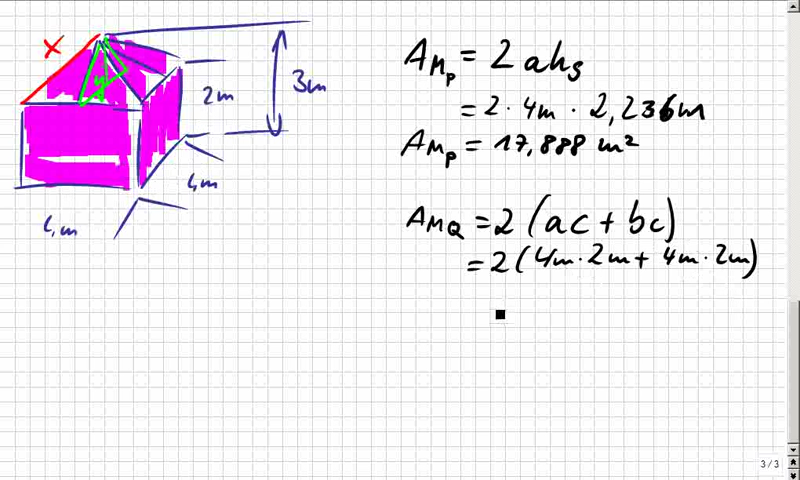 x
y
2m
3m
4m
4m
A_{M_P} = 2 a h_s
= 2 · 4m · 2,236m
A_{M_P} = 17,888 m²
A_{M_Q} = 2 (ac + bc)
= 2 (4m · 2m + 4m · 2m)
3 / 3